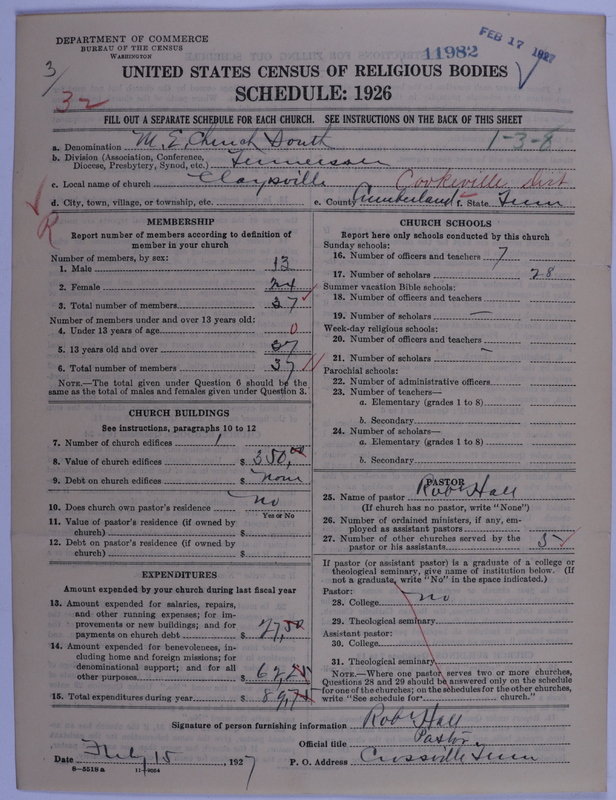 DEPARTMENT OF COMMERCE
BUREAU OF THE CENSUS
WASHINGTON
11982
FEB 17 1927
3/
32
UNITED STATES CENSUS OF RELIGIOUS BODIES
SCHEDULE: 1926
FILL OUT A SEPARATE SCHEDULE FOR EACH CHURCH. SEE INSTRUCTIONS ON THE BACK OF THIS SHEET
a. Denomination M. E. Church South 1-3-8
b. Division (Association, Conference, Diocese, Presbytery, Synod, etc.) Tennessee
c. Local name of church Claysville Cookeville Dist
d. City, town, village, or township, etc. e. County Cumberland f. State Tenn
R
MEMBERSHIP
Report number of members according to definition of member in your church
Number of members, by sex:
1. Male 13
2. Female 24
3. Total number of members 37
Number of members under and over 13 years old:
4. Under 13 years of age 0
5. 13 years old and over 37
6. Total number of members 37
NOTE.—The total given under Question 6 should be the same as the total of males and females given under Question 3.
CHURCH BUILDINGS
See instructions, paragraphs 10 to 12
7. Number of church edifices 1
8. Value of church edifices $ 350,00
9. Debt on church edifices $ none
10. Does church own pastor's residence no
Yes or No
11. Value of pastor's residence (if owned by church) $
12. Debt on pastor's residence (if owned by church) $
EXPENDITURES
Amount expended by your church during last fiscal year
13. Amount expended for salaries, repairs, and other running expenses; for improvements or new buildings; and for payments on church debt $ 27,50
14. Amount expended for benevolences, including home and foreign missions; for denominational support; and for all other purposes $ 62,25
15. Total expenditures during year $ 89,75
CHURCH SCHOOLS
Report here only schools conducted by this church
Sunday schools:
16. Number of officers and teachers 7
17. Number of scholars 28
Summer vacation Bible schools:
18. Number of officers and teachers
19. Number of scholars —
Week-day religious schools:
20. Number of officers and teachers
21. Number of scholars —
Parochial schools:
22. Number of administrative officers
23. Number of teachers—
a. Elementary (grades 1 to 8)
b. Secondary
24. Number of scholars—
a. Elementary (grades 1 to 8)
b. Secondary
PASTOR
25. Name of pastor Rob Hall
(If church has no pastor, write "None")
26. Number of ordained ministers, if any, employed as assistant pastors
27. Number of other churches served by the pastor or his assistants 5
If pastor (or assistant pastor) is a graduate of a college or theological seminary, give name of institution below. (If not a graduate, write "No" in the space indicated.)
Pastor:
28. College no
29. Theological seminary
Assistant pastor:
30. College
31. Theological seminary
NOTE.—Where one pastor serves two or more churches, Questions 28 and 29 should be answered only on the schedule for one of the churches; on the schedules for the other churches, write "See schedule for church."
Signature of person furnishing information Rob Hall
Official title Pastor
Date Feby 15, 1927 P. O. Address Crossville Tenn
8—5518a 11—9064